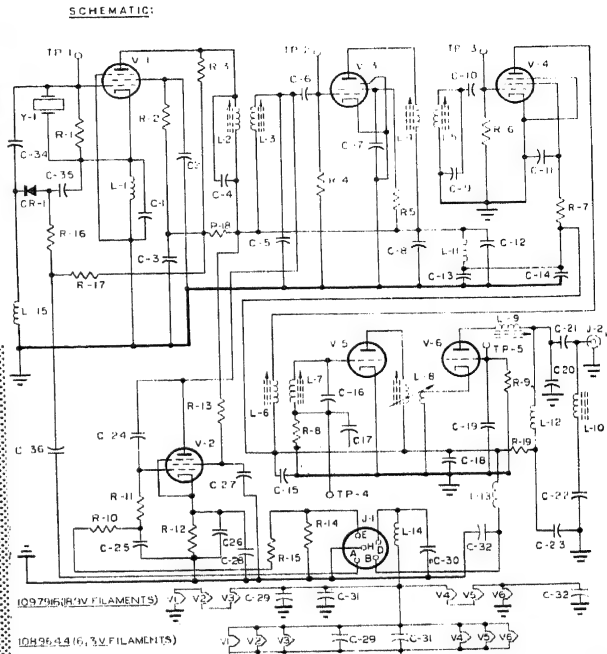 SCHEMATIC:
TP-1 V-1 R-3 TP-2 V-3 TP-3 V-4
C-6 C-10
Y-1 R-1 R-2 C2 L-2 L-3 C-7 L-4 L-5 R-6
C-34 C-11
C-35 L-1 C-1 C-4 R-4 R5 C-9
CR-1 R-7
R-16 C-3 R-18 C-5 C-8 L-11 C-12
R-17 C-13 C-14
L-15 L-9 C-21 J-2
V-5 V-6 TP-5
L-6 L-7 C-16 L-8 R-9 C20
R-13 L-10
C-24 R-8 C17 C-19 L-12
C-36 V-2 R-19
C-27 C-18
R-11 C-15 TP-4 L-13 C-22
R-10 R-12 C26 R-14 J-1 L-14 C-32 C-23
C-25 C-28 R-15 E A H D B C-30
1097916(18.9V FILAMENTS) V1 V2 V3 C-29 C-31 V4 V5 V6 C-32
1089644(6.3V FILAMENTS) V1 V2 V3 C-29 C-31 V4 V5 V6